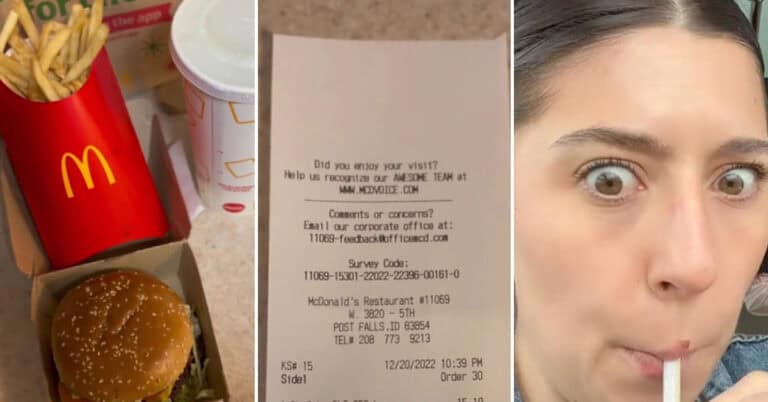 the app
Did you enjoy your visit?
Help us recognize our AWESOME TEAM at
WWW.MCDVOICE.COM
Comments or concerns?
Email our corporate office at:
11069-feedback@officemcd.com
Survey Code:
11069-15301-22022-22396-00161-0
McDonald's Restaurant #11069
W. 3820 - 5TH
POST FALLS,ID 83854
TEL# 208 773 9213
KS# 15 12/20/2022 10:39 PM
Side1 Order 30